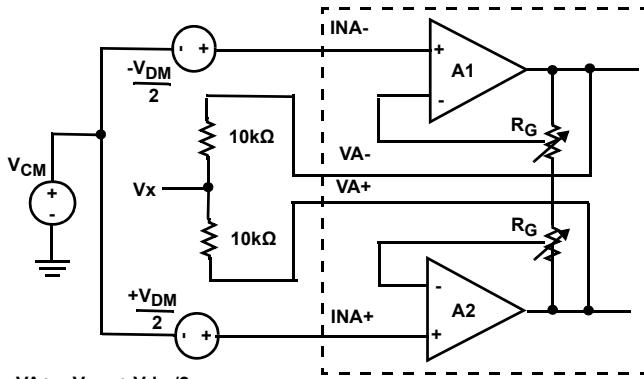 INA-
A1
-V_DM
2
10kΩ
R_G
VA-
V_CM
Vx
VA+
10kΩ
R_G
+V_DM
2
INA+
A2